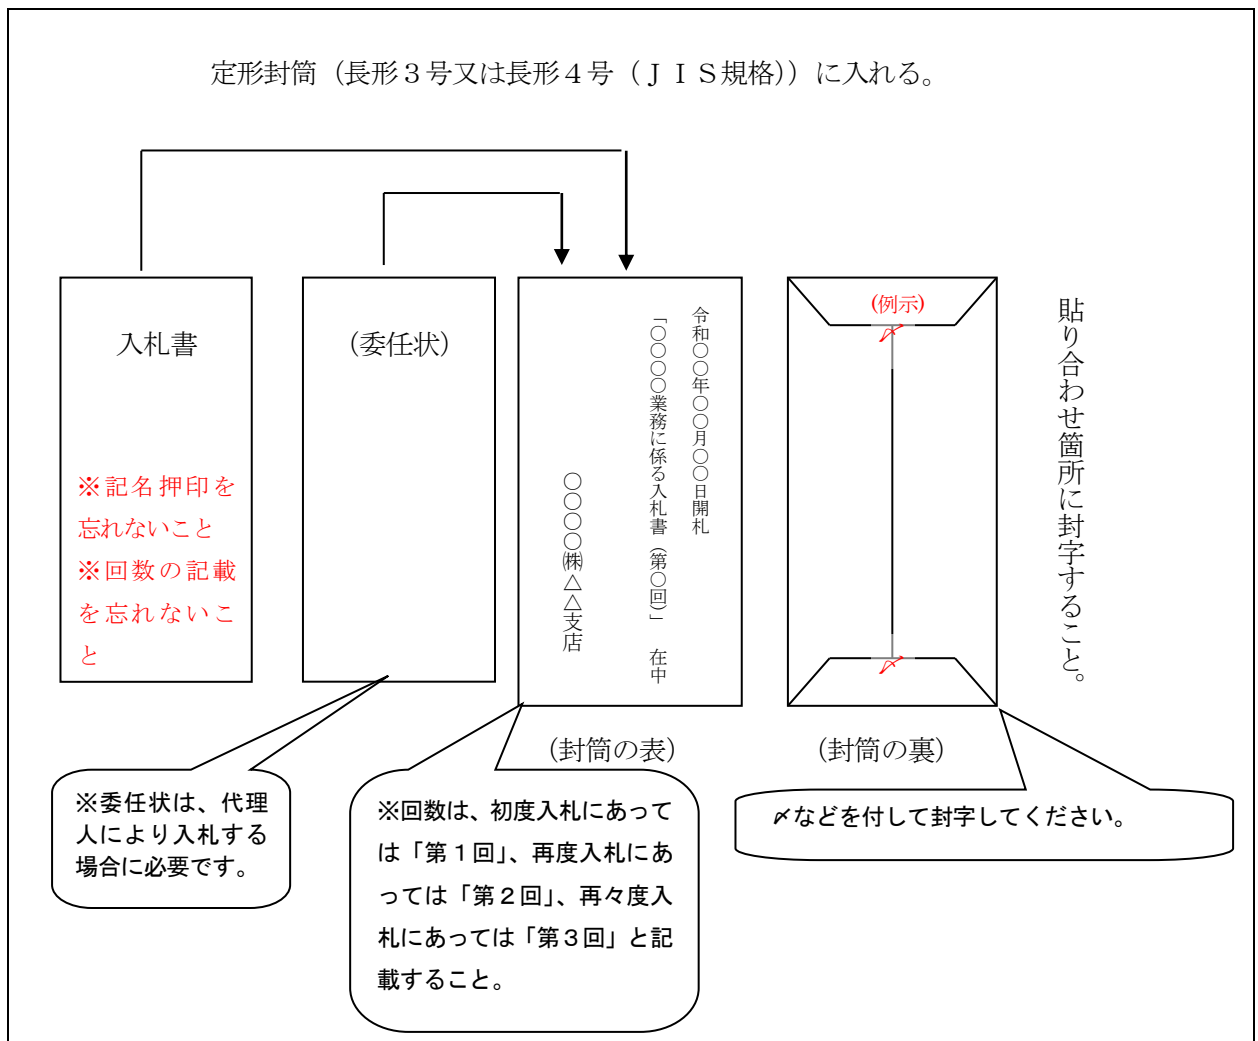 定形封筒（長形３号又は長形４号（ＪＩＳ規格））に入れる。
入札書
※記名押印を
忘れないこと
※回数の記載
を忘れないこ
と
（委任状）
令和〇〇年〇〇月〇〇日開札
「〇〇〇〇業務に係る入札書（第〇回）」　在中
〇〇〇〇㈱△△支店
(例示)
〆
〆
貼り合わせ箇所に封字すること。
（封筒の表）
（封筒の裏）
※委任状は、代理
人により入札する
場合に必要です。
※回数は、初度入札にあって
は「第１回」、再度入札にあ
っては「第２回」、再々度入
札にあっては「第３回」と記
載すること。
〆などを付して封字してください。